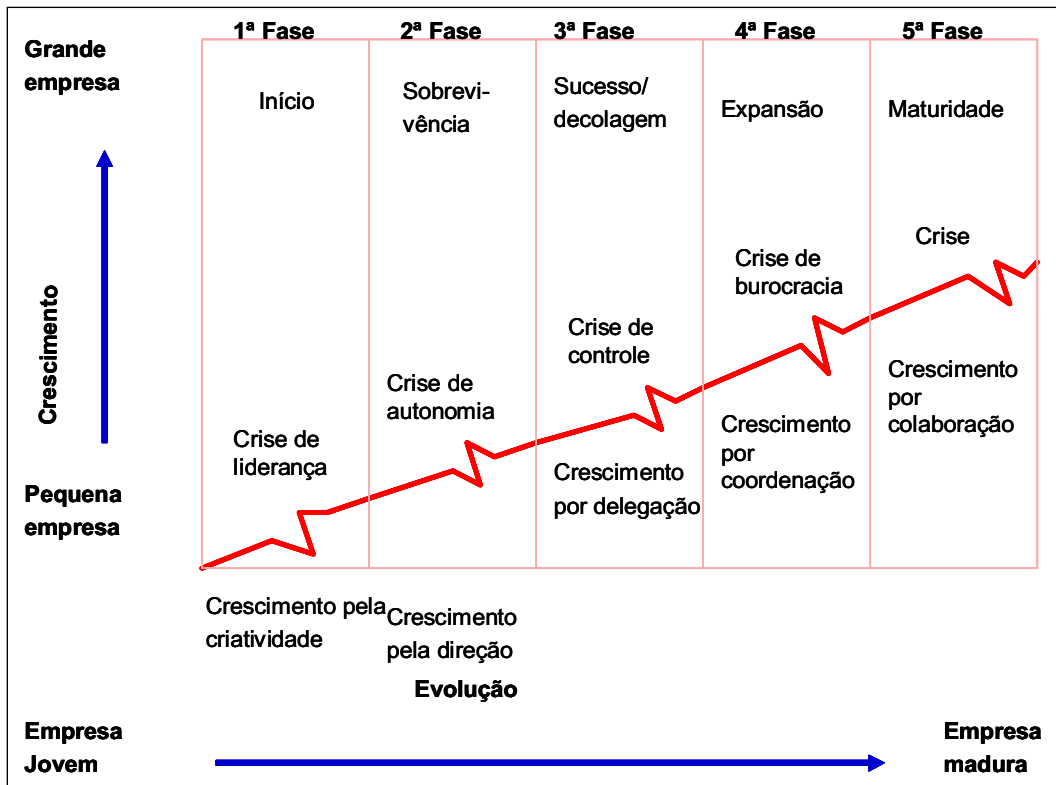 1ª Fase
2ª Fase
3ª Fase
4ª Fase
5ª Fase
Grande
empresa
Início
Sobrevi-
vência
Sucesso/
decolagem
Expansão
Maturidade
Crescimento
Crise de
liderança
Crise de
autonomia
Crise de
controle
Crise de
burocracia
Crise
Crescimento
por delegação
Crescimento
por
coordenação
Crescimento
por
colaboração
Pequena
empresa
Crescimento pela
criatividade
Crescimento
pela direção
Evolução
Empresa
Jovem
Empresa
madura